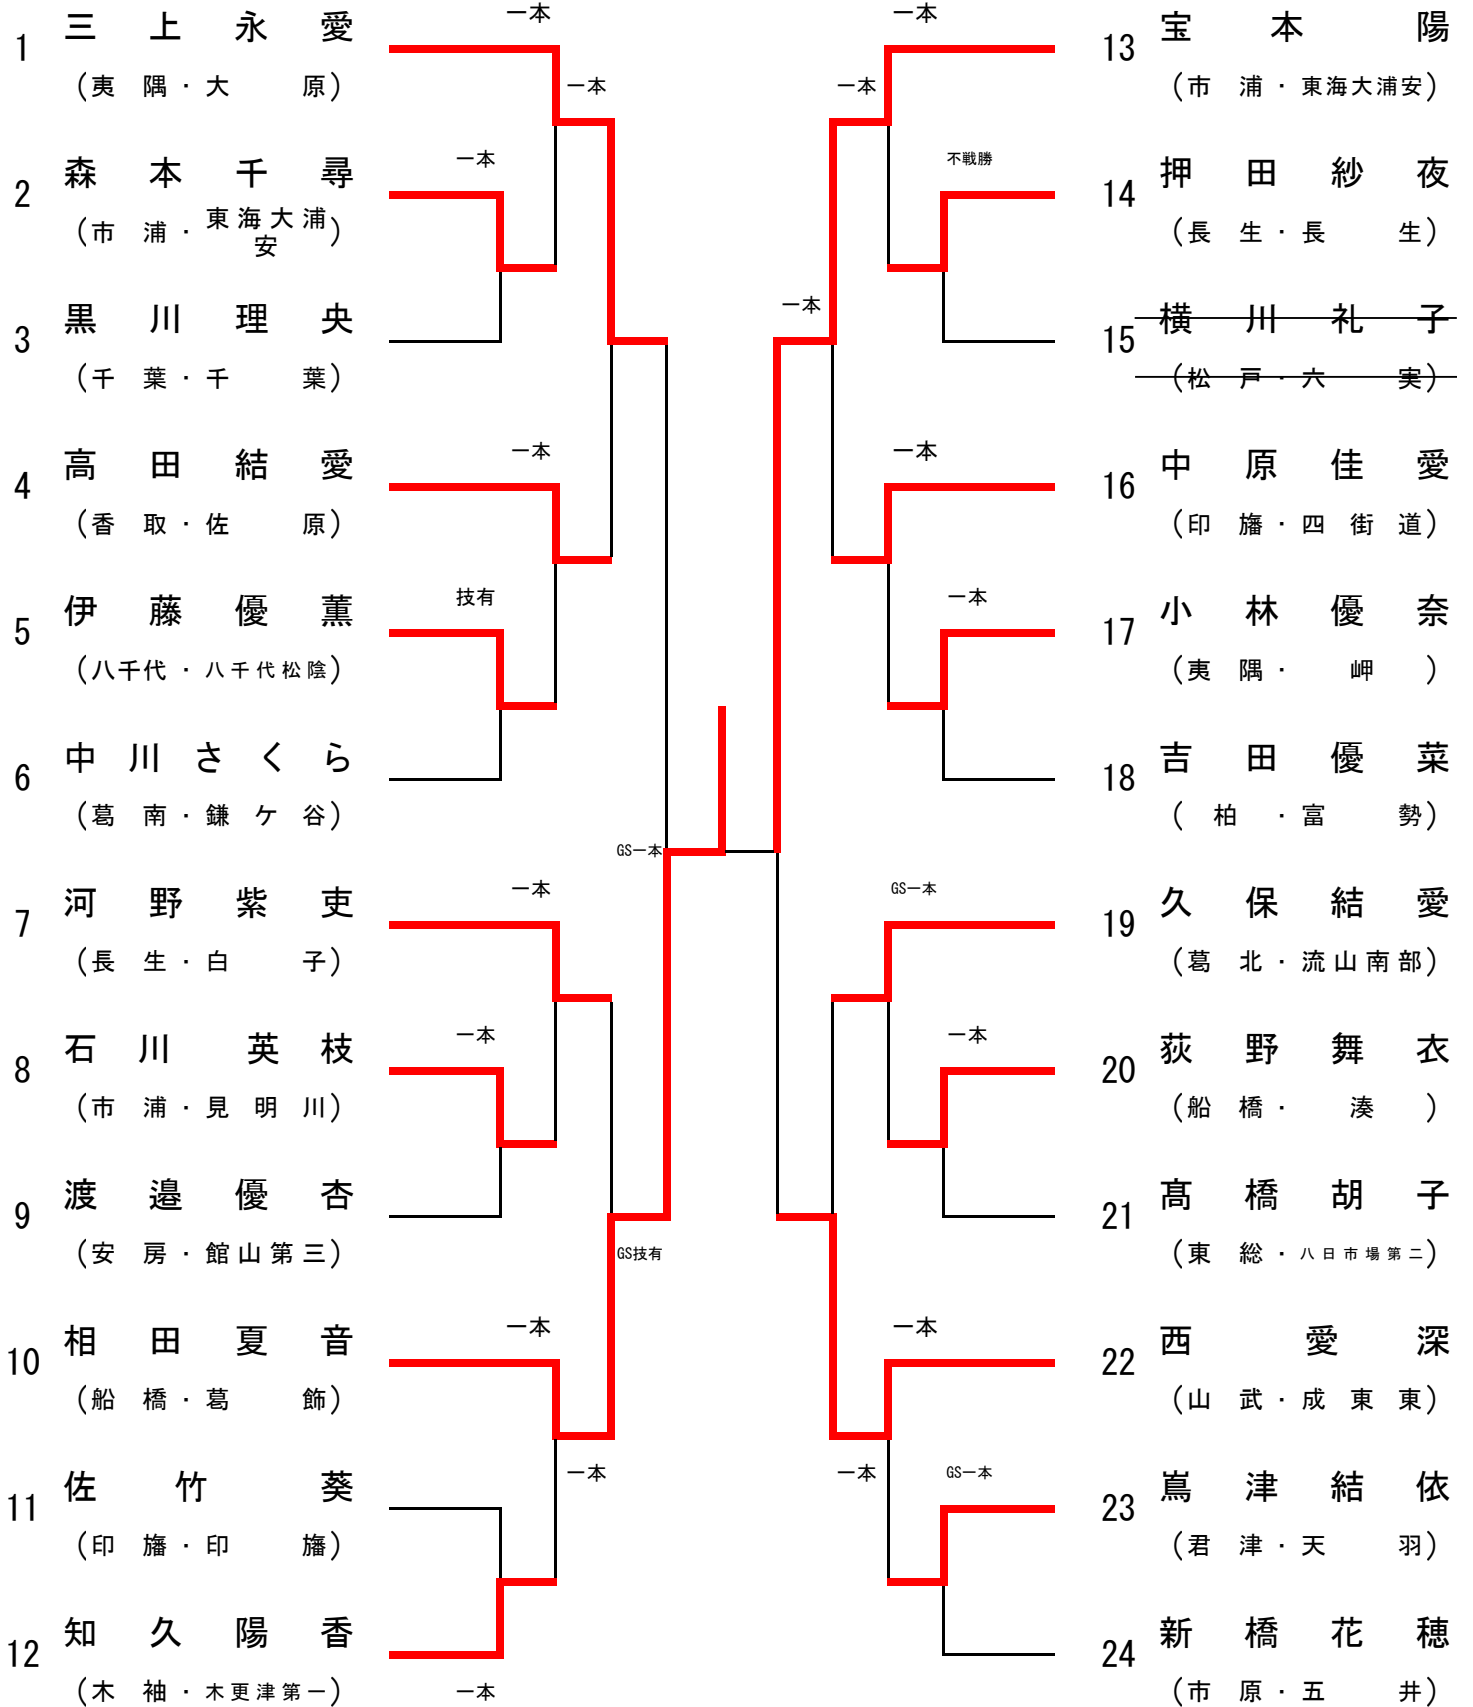 一本
1 三上永愛
(夷隅・大原)
一本
一本
2 森本千尋
(市浦・東海大浦安)
3 黒川理央
(千葉・千葉)
一本
4 高田結愛
(香取・佐原)
技有
5 伊藤優薫
(八千代・八千代松陰)
6 中川さくら
(葛南・鎌ケ谷)
GS一本
一本
7 河野紫吏
(長生・白子)
一本
8 石川英枝
(市浦・見明川)
9 渡邉優杏
(安房・館山第三)
GS技有
一本
10 相田夏音
(船橋・葛飾)
一本
11 佐竹葵
(印旛・印旛)
12 知久陽香
(木袖・木更津第一)
一本
一本
13 宝本陽
(市浦・東海大浦安)
一本
不戦勝
14 押田紗夜
(長生・長生)
一本
15 横川礼子
(松戸・六実)
一本
16 中原佳愛
(印旛・四街道)
一本
17 小林優奈
(夷隅・岬)
18 吉田優菜
(柏・富勢)
GS一本
19 久保結愛
(葛北・流山南部)
一本
20 荻野舞衣
(船橋・湊)
21 髙橋胡子
(東総・八日市場第二)
一本
22 西愛深
(山武・成東東)
一本
GS一本
23 嶌津結依
(君津・天羽)
24 新橋花穂
(市原・五井)